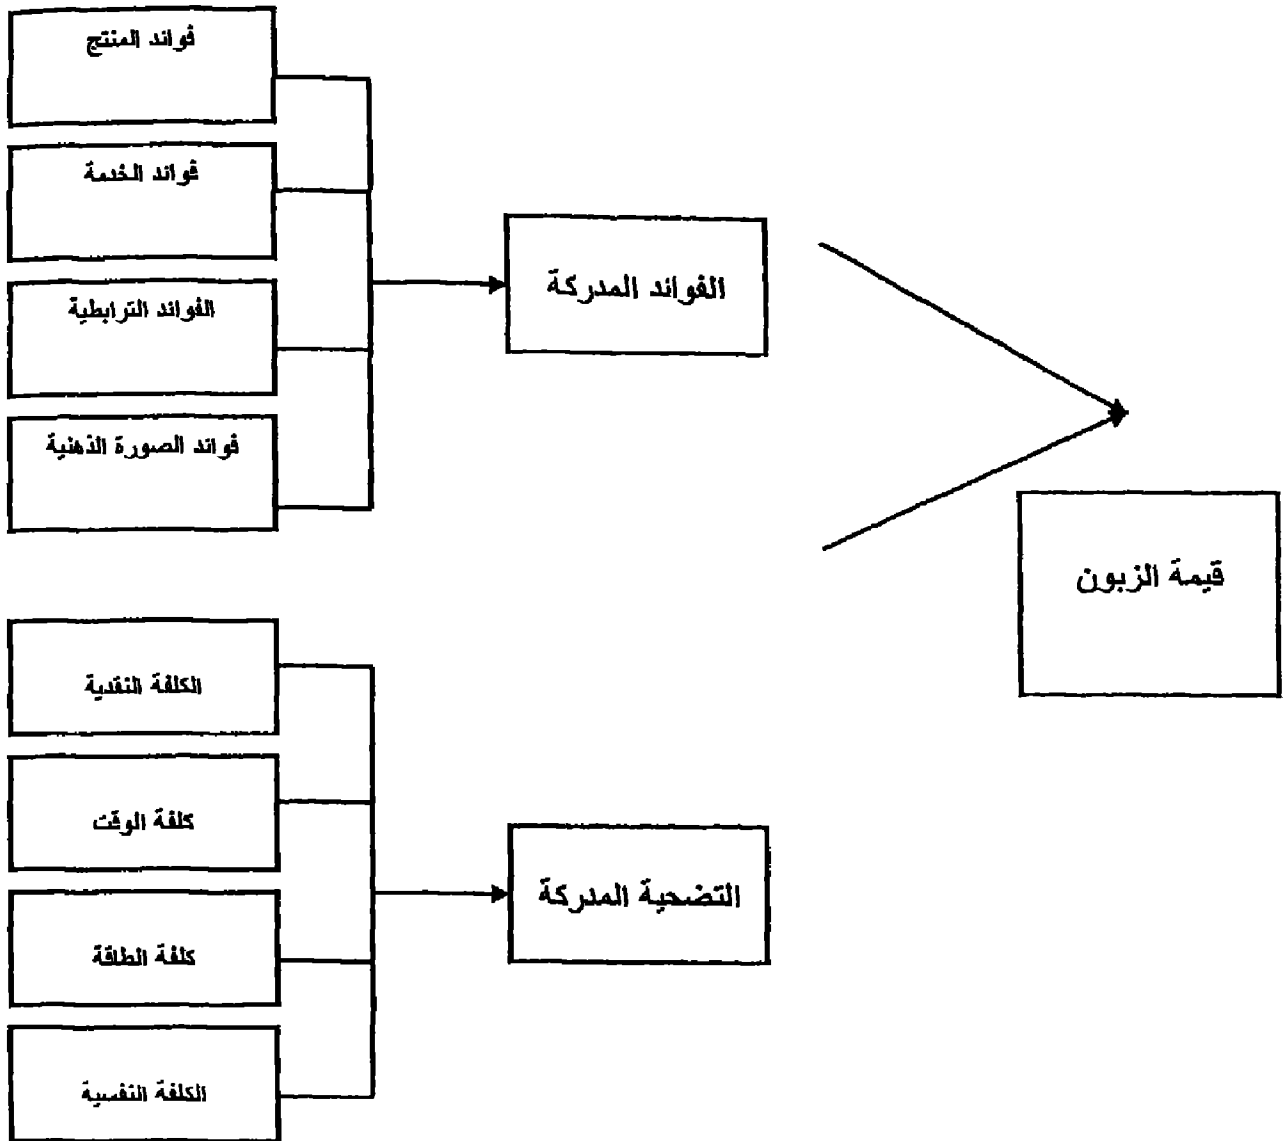 فوائد المنتج
فوائد الخدمة
الفوائد الترابطية
فوائد الصورة الذهنية
الفوائد المدركة
قيمة الزبون
الكلفة النقدية
كلفة الوقت
كلفة الطاقة
الكلفة النفسية
التضحية المدركة